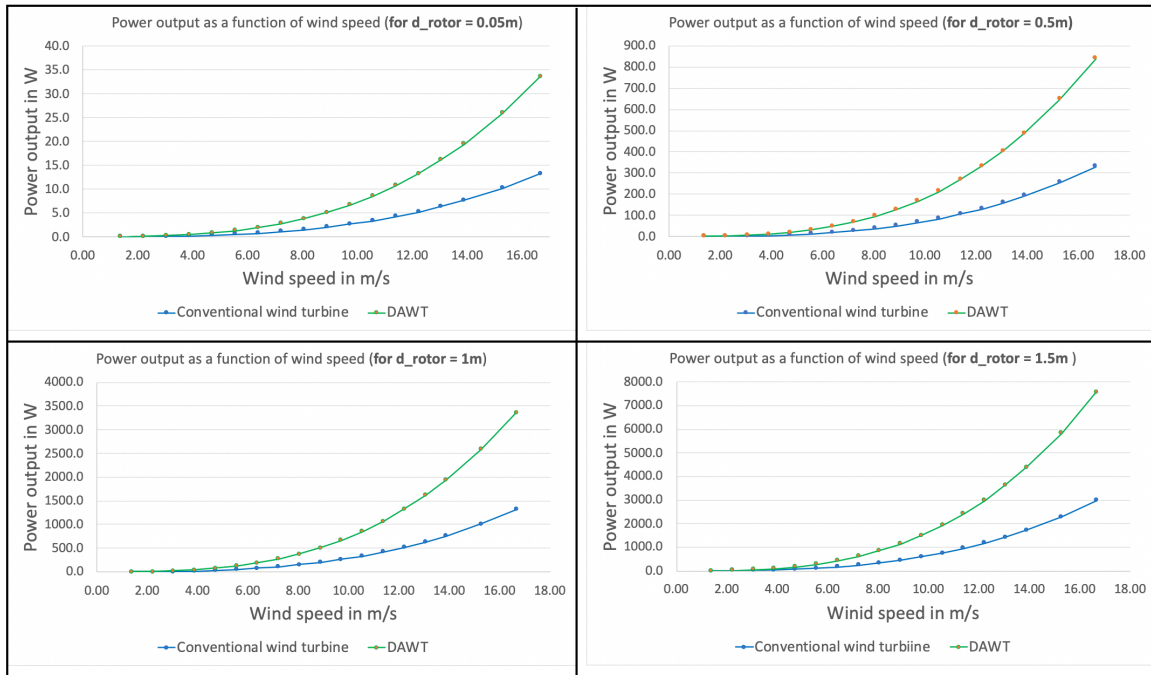 Power output as a function of wind speed (for d_rotor = 0.05m)
Power output in W
40.0
35.0
30.0
25.0
20.0
15.0
10.0
5.0
0.0
0.00 2.00 4.00 6.00 8.00 10.00 12.00 14.00 16.00
Wind speed in m/s
Conventional wind turbine DAWT
Power output as a function of wind speed (for d_rotor = 0.5m)
Power output in W
900.0
800.0
700.0
600.0
500.0
400.0
300.0
200.0
100.0
0.0
0.00 2.00 4.00 6.00 8.00 10.00 12.00 14.00 16.00 18.00
Wind speed in m/s
Conventional wind turbine DAWT
Power output as a function of wind speed (for d_rotor = 1m)
Power output in W
4000.0
3500.0
3000.0
2500.0
2000.0
1500.0
1000.0
500.0
0.0
0.00 2.00 4.00 6.00 8.00 10.00 12.00 14.00 16.00 18.00
Wind speed in m/s
Conventional wind turbine DAWT
Power output as a function of wind speed (for d_rotor = 1.5m )
Power output in W
8000.0
7000.0
6000.0
5000.0
4000.0
3000.0
2000.0
1000.0
0.0
0.00 2.00 4.00 6.00 8.00 10.00 12.00 14.00 16.00 18.00
Winid speed in m/s
Conventional wind turbiine DAWT